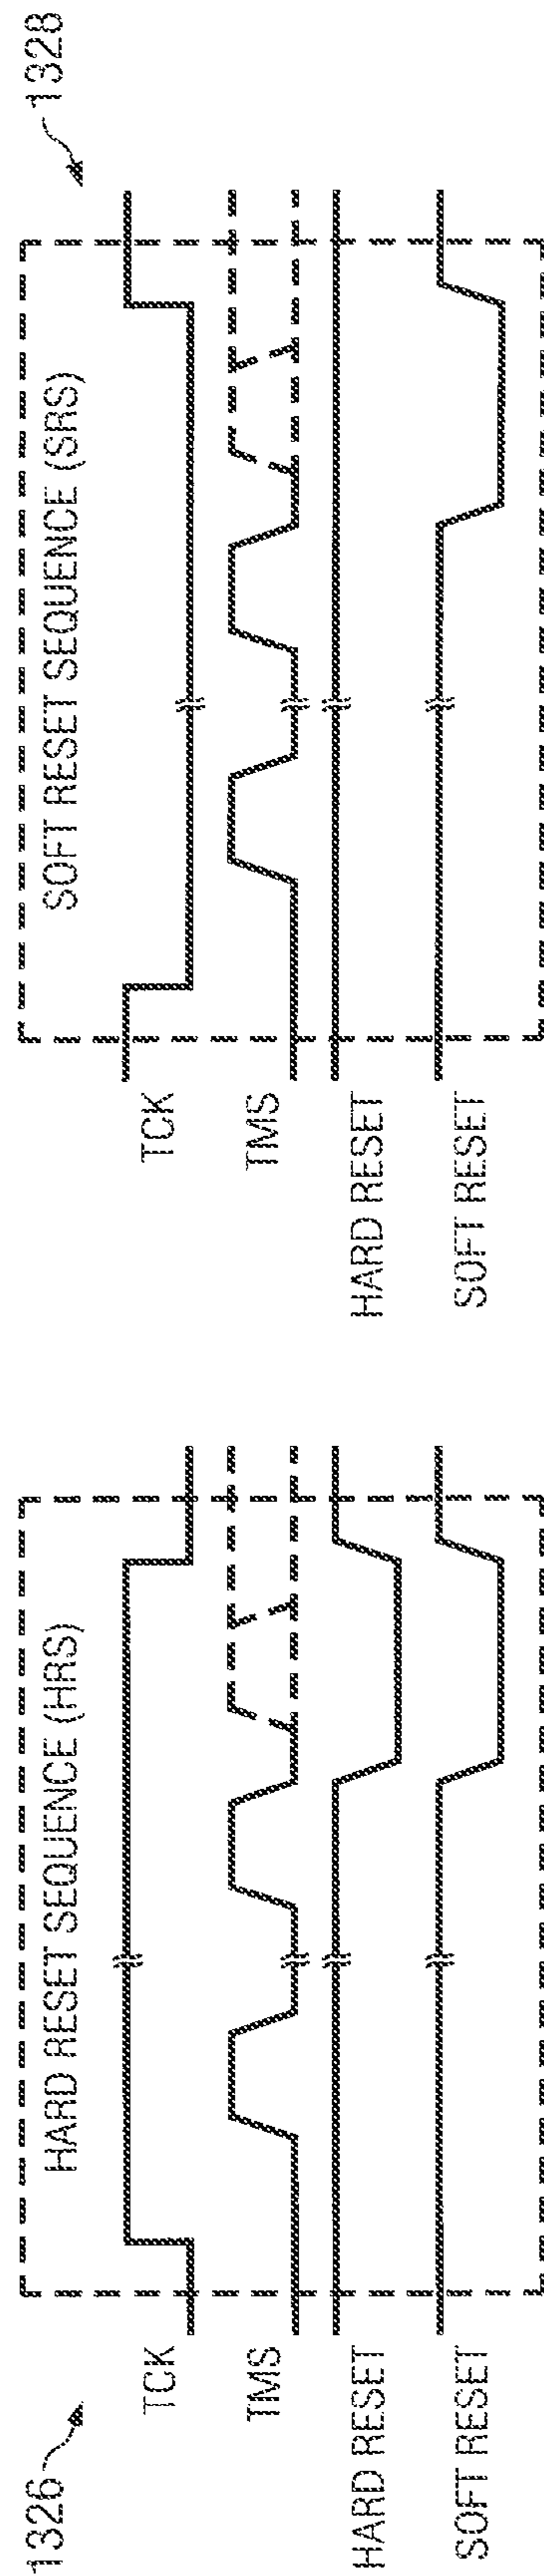 1326
HARD RESET SEQUENCE (HRS)
TCK
TMS
HARD RESET
SOFT RESET
1328
SOFT RESET SEQUENCE (SRS)
TCK
TMS
HARD RESET
SOFT RESET